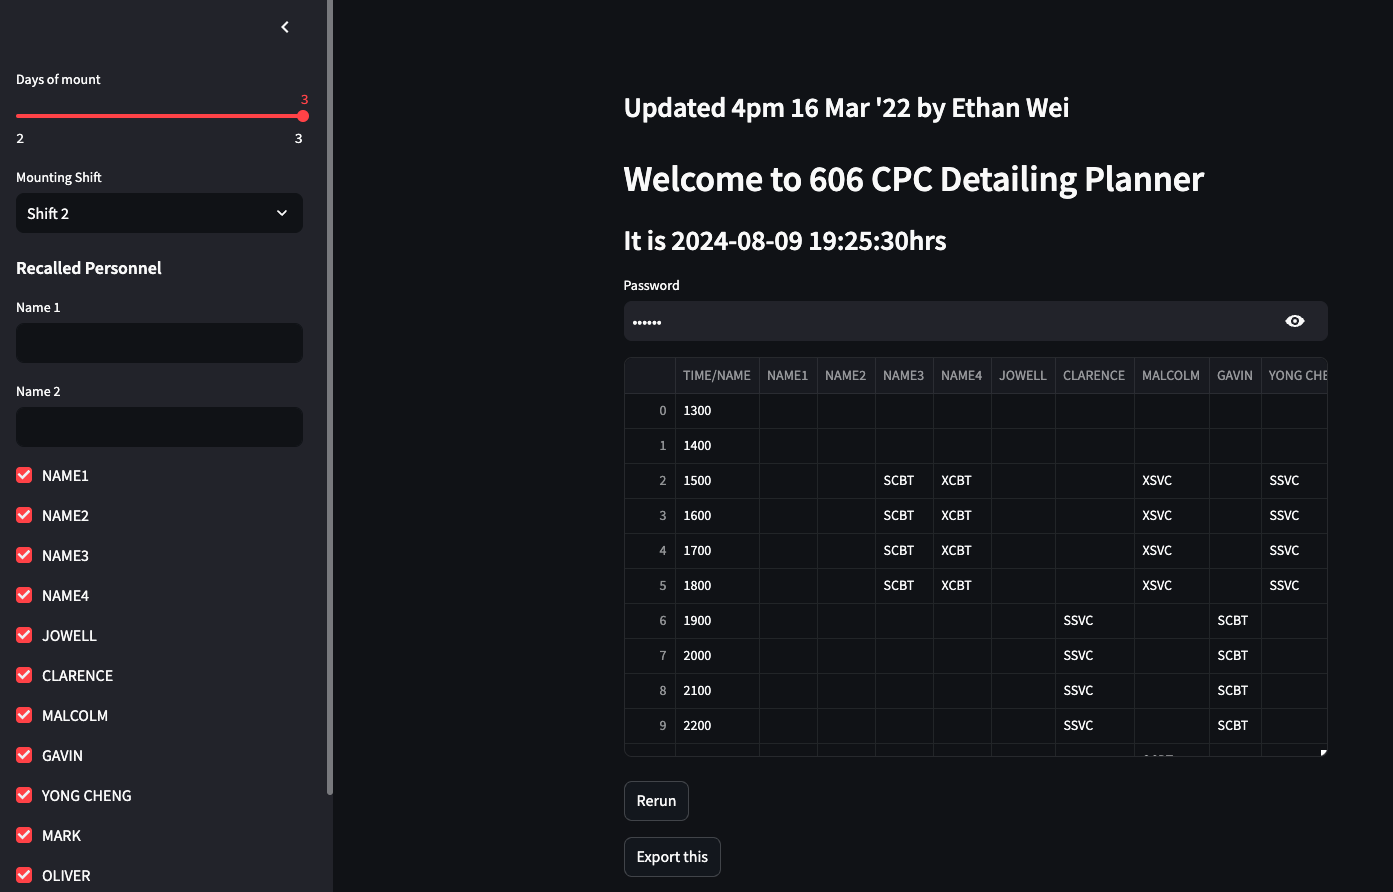 Days of mount
3
2 3
Mounting Shift
Shift 2
Recalled Personnel
Name 1
Name 2
NAME1
NAME2
NAME3
NAME4
JOWELL
CLARENCE
MALCOLM
GAVIN
YONG CHENG
MARK
OLIVER
Updated 4pm 16 Mar '22 by Ethan Wei
Welcome to 606 CPC Detailing Planner
It is 2024-08-09 19:25:30hrs
Password
••••••
TIME/NAME NAME1 NAME2 NAME3 NAME4 JOWELL CLARENCE MALCOLM GAVIN YONG CHE
0 1300
1 1400
2 1500 SCBT XCBT XSVC SSVC
3 1600 SCBT XCBT XSVC SSVC
4 1700 SCBT XCBT XSVC SSVC
5 1800 SCBT XCBT XSVC SSVC
6 1900 SSVC SCBT
7 2000 SSVC SCBT
8 2100 SSVC SCBT
9 2200 SSVC SCBT
Rerun
Export this